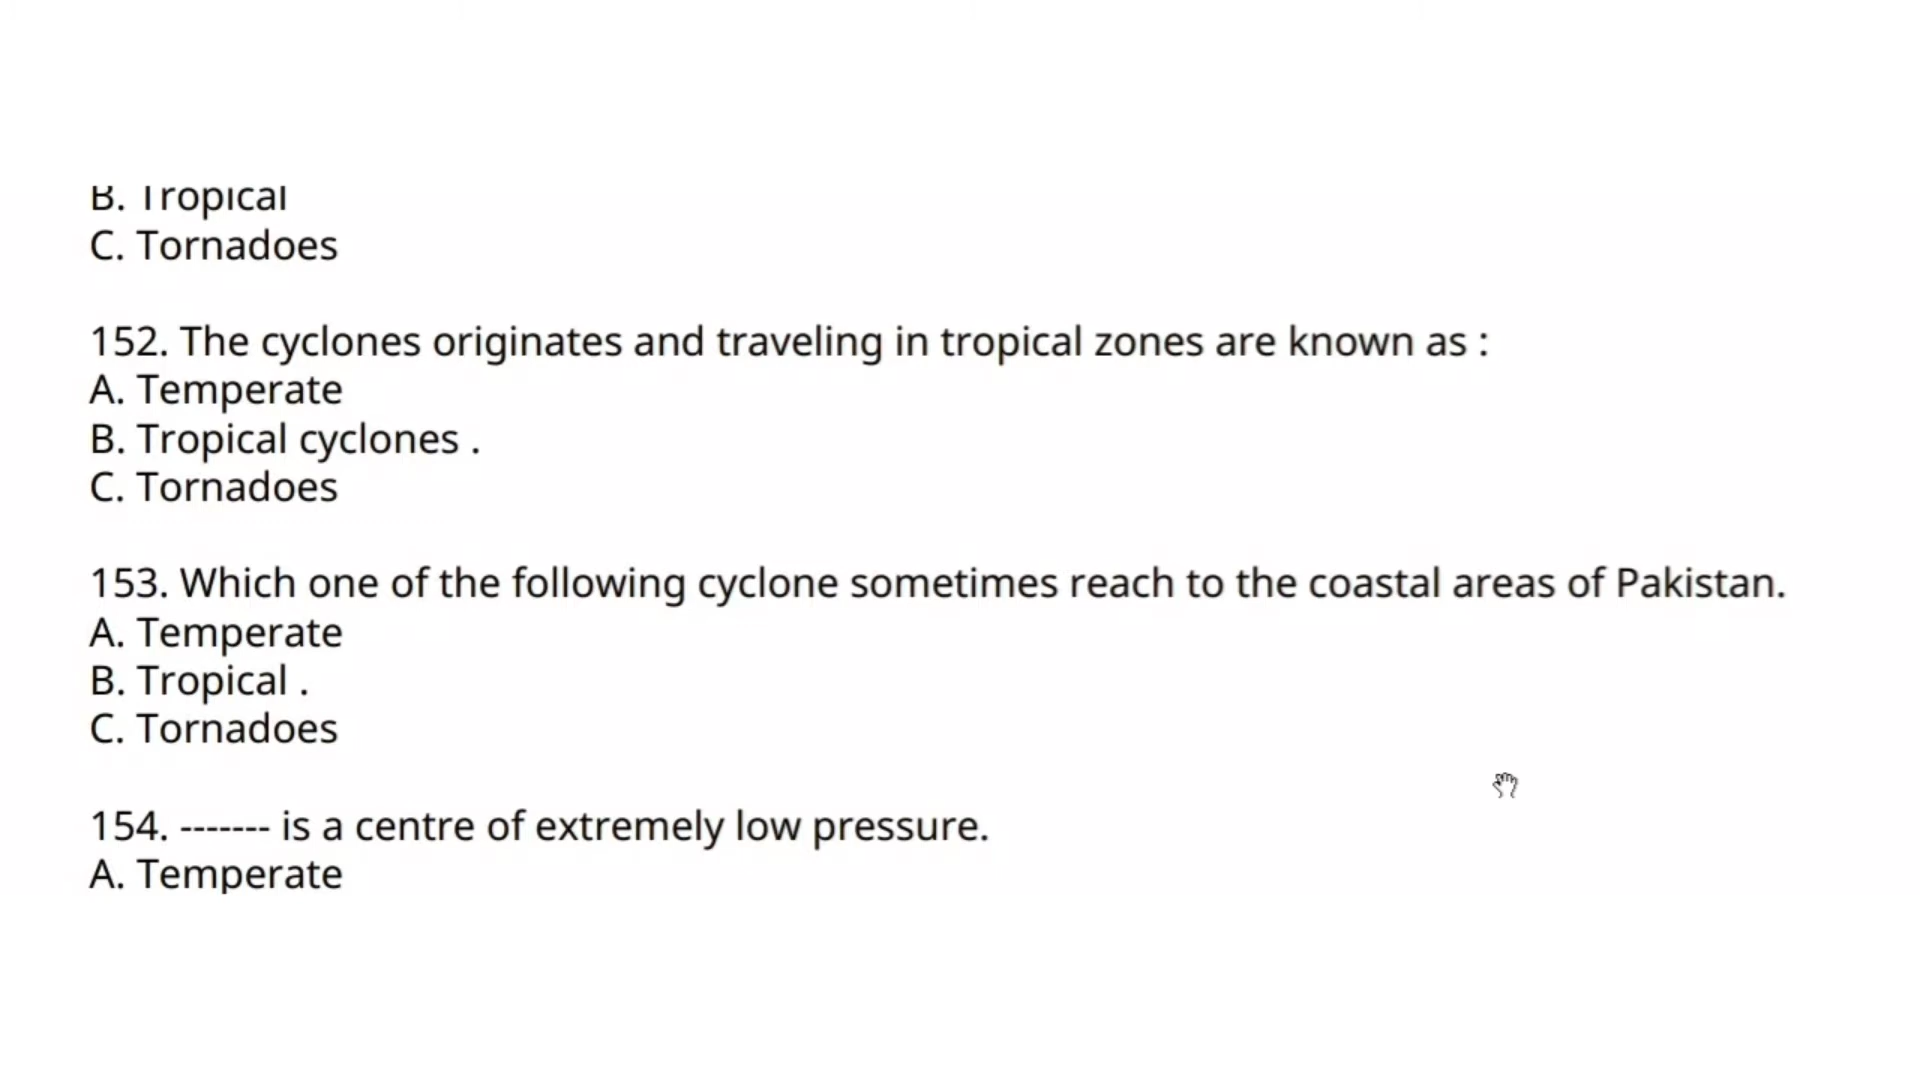 B. Tropical
C. Tornadoes
152. The cyclones originates and traveling in tropical zones are known as :
A. Temperate
B. Tropical cyclones .
C. Tornadoes
153. Which one of the following cyclone sometimes reach to the coastal areas of Pakistan.
A. Temperate
B. Tropical .
C. Tornadoes
154. ------- is a centre of extremely low pressure.
A. Temperate